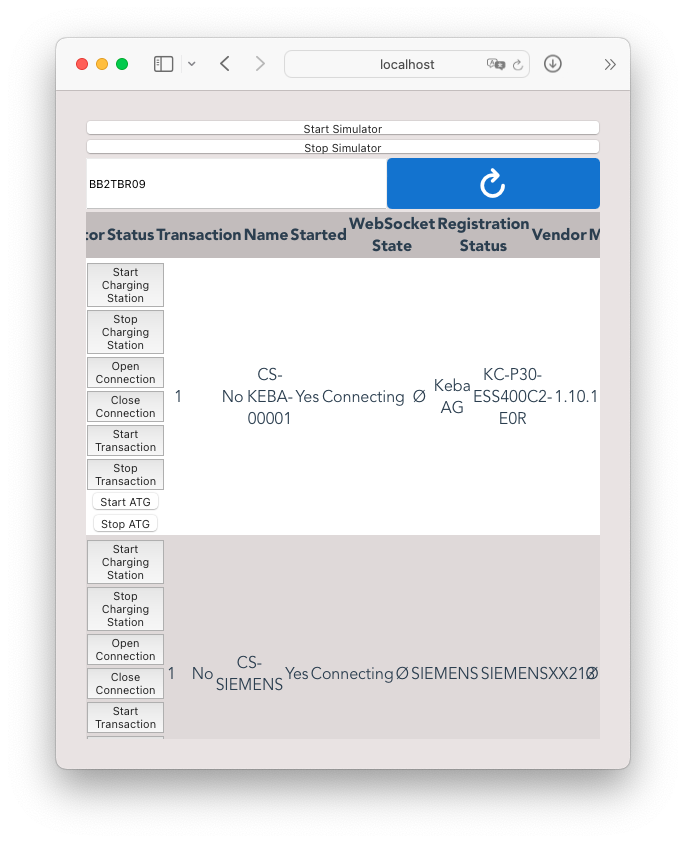 localhost
Start Simulator
Stop Simulator
BB2TBR09
tor Status Transaction Name Started WebSocket State Registration Status Vendor M
Start Charging Station
Stop Charging Station
Open Connection
Close Connection
Start Transaction
Stop Transaction
Start ATG
Stop ATG
1 No CS-KEBA-00001 Yes Connecting Ø Keba AG KC-P30-ESS400C2-E0R 1.10.1
Start Charging Station
Stop Charging Station
Open Connection
Close Connection
Start Transaction
1 No CS-SIEMENS Yes Connecting Ø SIEMENS SIEMENSXX213 Ø